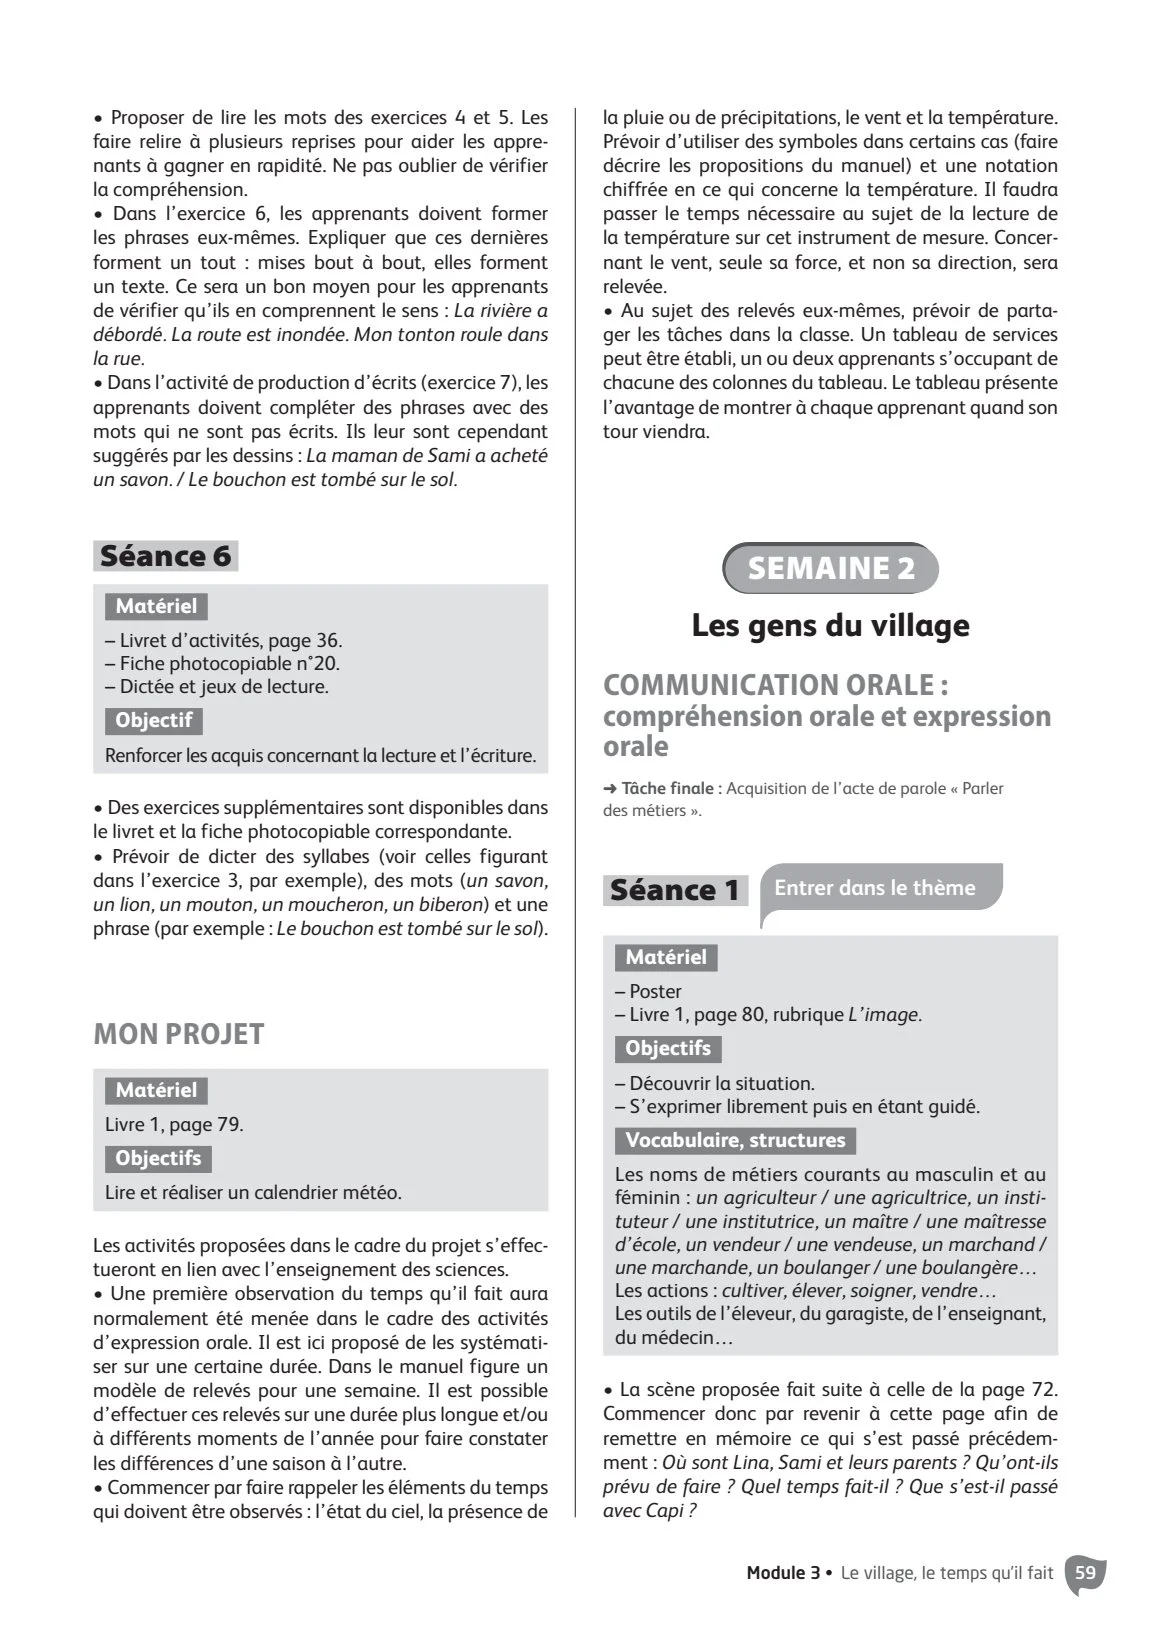 • Proposer de lire les mots des exercices 4 et 5. Les
faire relire à plusieurs reprises pour aider les appre-
nants à gagner en rapidité. Ne pas oublier de vérifier
la compréhension.
• Dans l’exercice 6, les apprenants doivent former
les phrases eux-mêmes. Expliquer que ces dernières
forment un tout : mises bout à bout, elles forment
un texte. Ce sera un bon moyen pour les apprenants
de vérifier qu’ils en comprennent le sens : La rivière a
débordé. La route est inondée. Mon tonton roule dans
la rue.
• Dans l’activité de production d’écrits (exercice 7), les
apprenants doivent compléter des phrases avec des
mots qui ne sont pas écrits. Ils leur sont cependant
suggérés par les dessins : La maman de Sami a acheté
un savon. / Le bouchon est tombé sur le sol.
Séance 6
Matériel
– Livret d’activités, page 36.
– Fiche photocopiable n°20.
– Dictée et jeux de lecture.
Objectif
Renforcer les acquis concernant la lecture et l’écriture.
• Des exercices supplémentaires sont disponibles dans
le livret et la fiche photocopiable correspondante.
• Prévoir de dicter des syllabes (voir celles figurant
dans l’exercice 3, par exemple), des mots (un savon,
un lion, un mouton, un moucheron, un biberon) et une
phrase (par exemple : Le bouchon est tombé sur le sol).
MON PROJET
Matériel
Livre 1, page 79.
Objectifs
Lire et réaliser un calendrier météo.
Les activités proposées dans le cadre du projet s’effec-
tueront en lien avec l’enseignement des sciences.
• Une première observation du temps qu’il fait aura
normalement été menée dans le cadre des activités
d’expression orale. Il est ici proposé de les systémati-
ser sur une certaine durée. Dans le manuel figure un
modèle de relevés pour une semaine. Il est possible
d’effectuer ces relevés sur une durée plus longue et/ou
à différents moments de l’année pour faire constater
les différences d’une saison à l’autre.
• Commencer par faire rappeler les éléments du temps
qui doivent être observés : l’état du ciel, la présence de
la pluie ou de précipitations, le vent et la température.
Prévoir d’utiliser des symboles dans certains cas (faire
décrire les propositions du manuel) et une notation
chiffrée en ce qui concerne la température. Il faudra
passer le temps nécessaire au sujet de la lecture de
la température sur cet instrument de mesure. Concer-
nant le vent, seule sa force, et non sa direction, sera
relevée.
• Au sujet des relevés eux-mêmes, prévoir de parta-
ger les tâches dans la classe. Un tableau de services
peut être établi, un ou deux apprenants s’occupant de
chacune des colonnes du tableau. Le tableau présente
l’avantage de montrer à chaque apprenant quand son
tour viendra.
SEMAINE 2
Les gens du village
COMMUNICATION ORALE :
compréhension orale et expression
orale
➜ Tâche finale : Acquisition de l’acte de parole « Parler
des métiers ».
Séance 1
Entrer dans le thème
Matériel
– Poster
– Livre 1, page 80, rubrique L’image.
Objectifs
– Découvrir la situation.
– S’exprimer librement puis en étant guidé.
Vocabulaire, structures
Les noms de métiers courants au masculin et au
féminin : un agriculteur / une agricultrice, un insti-
tuteur / une institutrice, un maître / une maîtresse
d’école, un vendeur / une vendeuse, un marchand /
une marchande, un boulanger / une boulangère…
Les actions : cultiver, élever, soigner, vendre…
Les outils de l’éleveur, du garagiste, de l’enseignant,
du médecin…
• La scène proposée fait suite à celle de la page 72.
Commencer donc par revenir à cette page afin de
remettre en mémoire ce qui s’est passé précédem-
ment : Où sont Lina, Sami et leurs parents ? Qu’ont-ils
prévu de faire ? Quel temps fait-il ? Que s’est-il passé
avec Capi ?
Module 3 • Le village, le temps qu’il fait 59